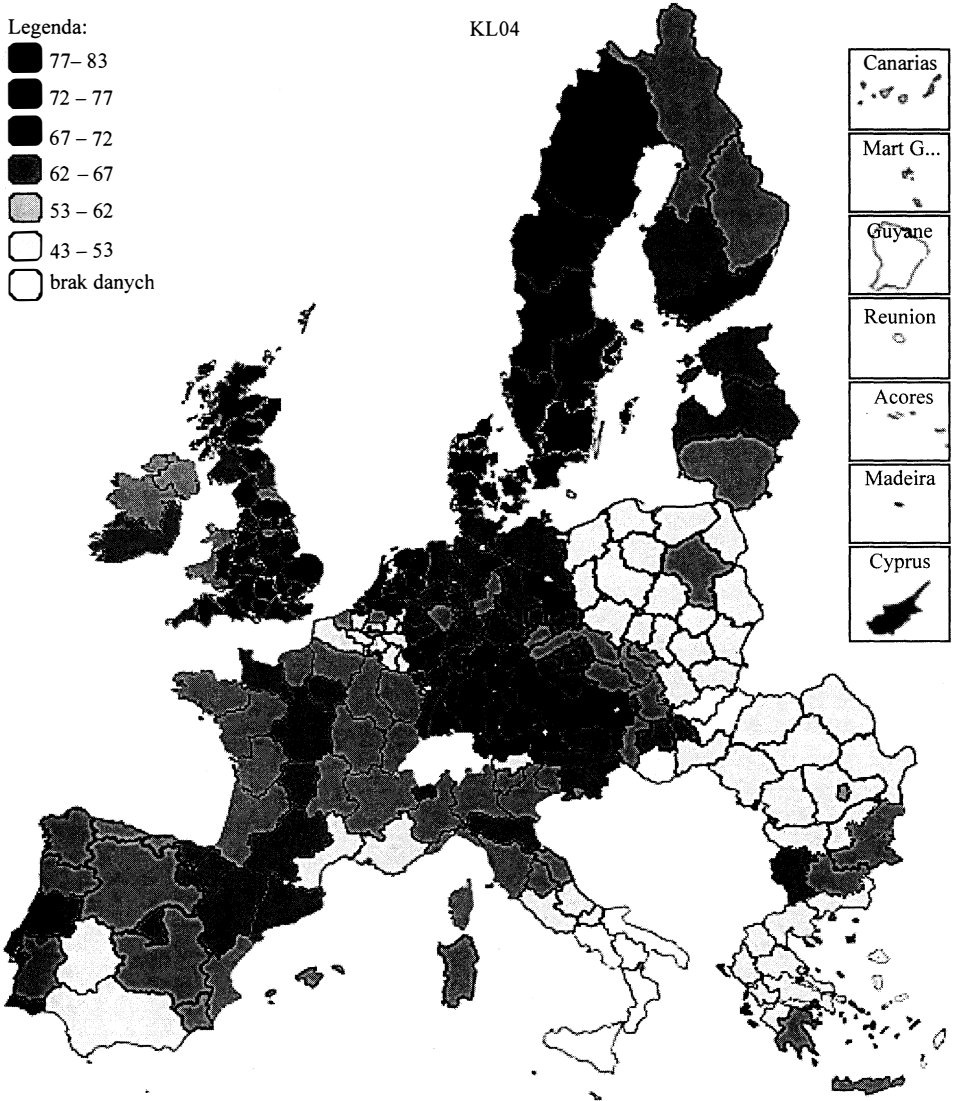 Legenda:
77– 83
72 – 77
67 – 72
62 – 67
53 – 62
43 – 53
brak danych
KL04
Canarias
Mart G...
Guyane
Reunion
Acores
Madeira
Cyprus